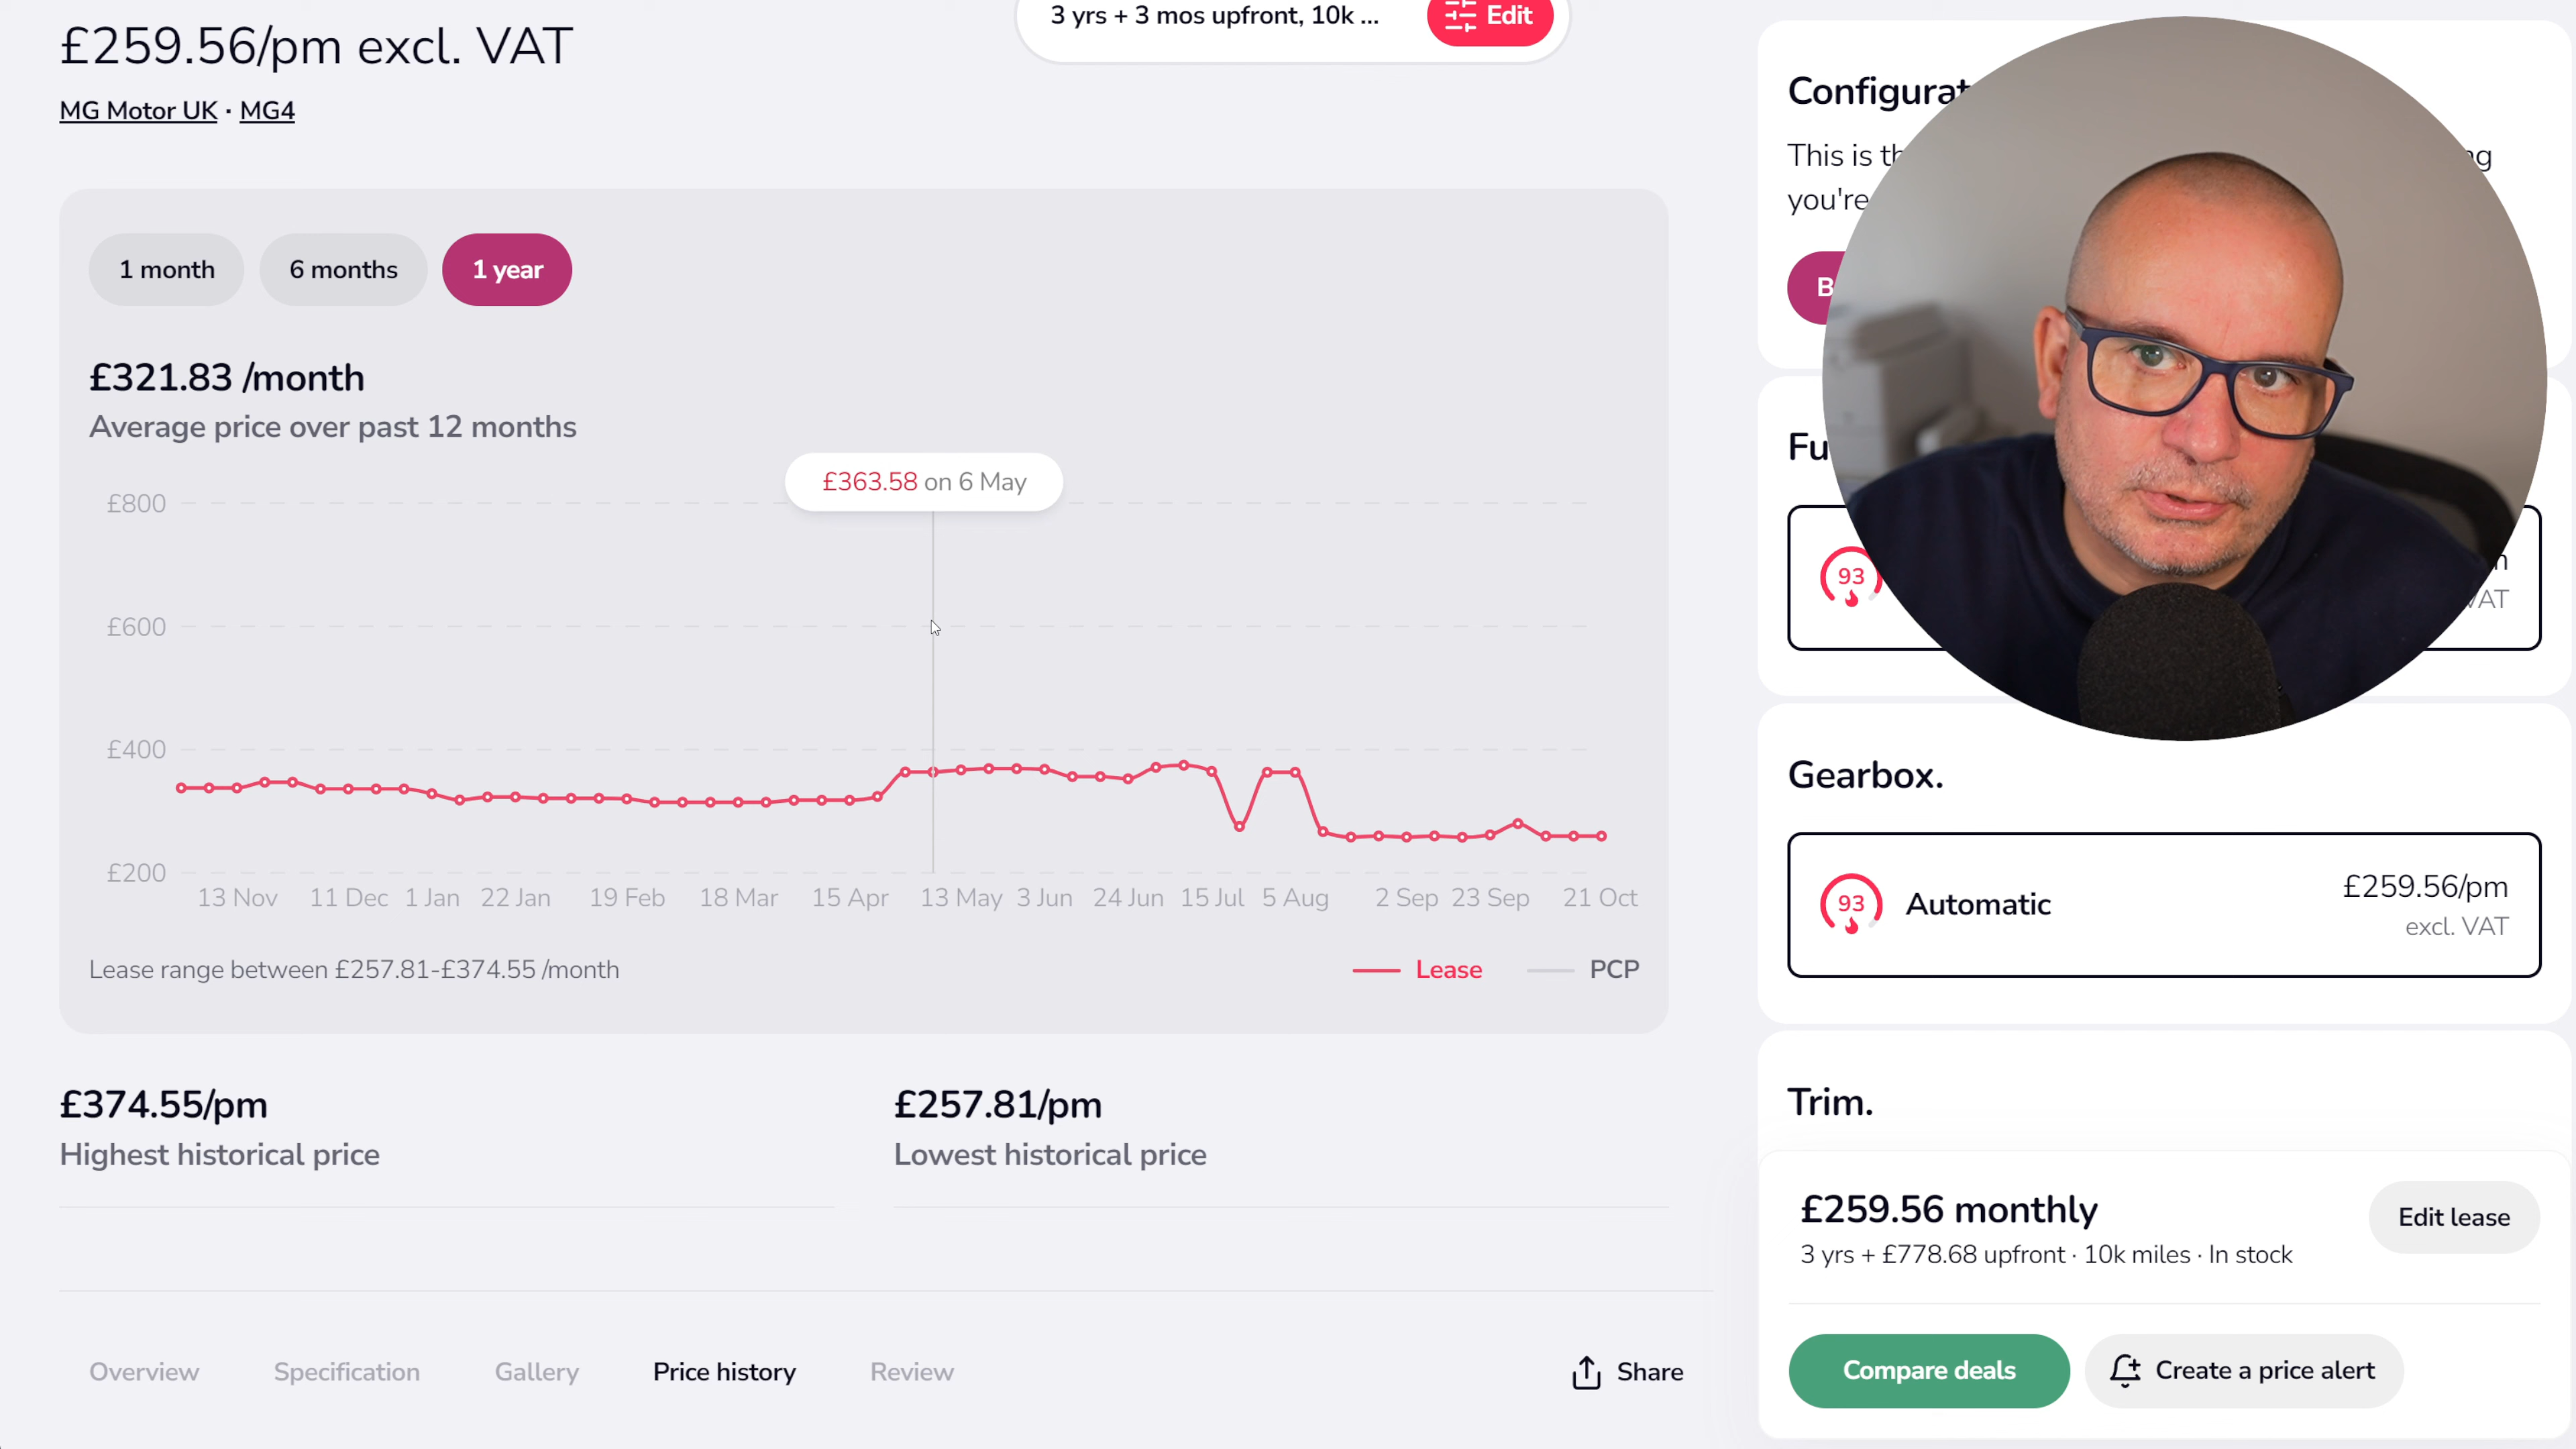 £259.56/pm excl. VAT
3 yrs + 3 mos upfront, 10k ...
Edit
MG Motor UK · MG4
1 month
6 months
1 year
£321.83 /month
Average price over past 12 months
£363.58 on 6 May
£800
£600
£400
£200
13 Nov 11 Dec 1 Jan 22 Jan 19 Feb 18 Mar 15 Apr 13 May 3 Jun 24 Jun 15 Jul 5 Aug 2 Sep 23 Sep 21 Oct
Lease range between £257.81-£374.55 /month
Lease
PCP
£374.55/pm
Highest historical price
£257.81/pm
Lowest historical price
Overview
Specification
Gallery
Price history
Review
Share
This is
you're
93
VAT
Gearbox.
93
Automatic
£259.56/pm
excl. VAT
Trim.
£259.56 monthly
3 yrs + £778.68 upfront · 10k miles · In stock
Edit lease
Compare deals
Create a price alert